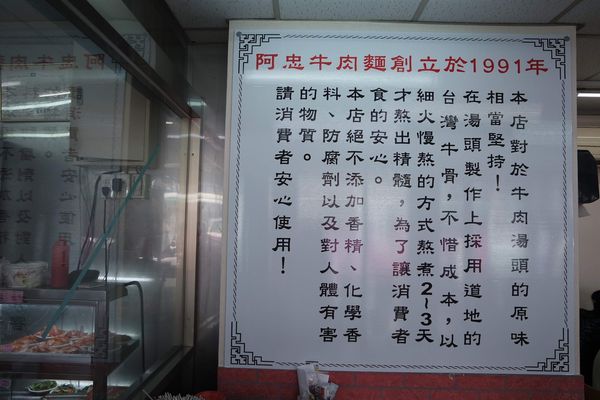 阿忠牛肉麵創立於1991年
本店對於牛肉湯頭的原味
相當堅持！
在湯頭製作上採用道地的
台灣牛骨，不惜成本，以
細火慢熬的方式熬煮2~3天
才熬出精髓，為了讓消費者
食的安心。
本店絕不添加香精、化學香
料、防腐劑以及對人體有害
的物質。
請消費者安心使用！